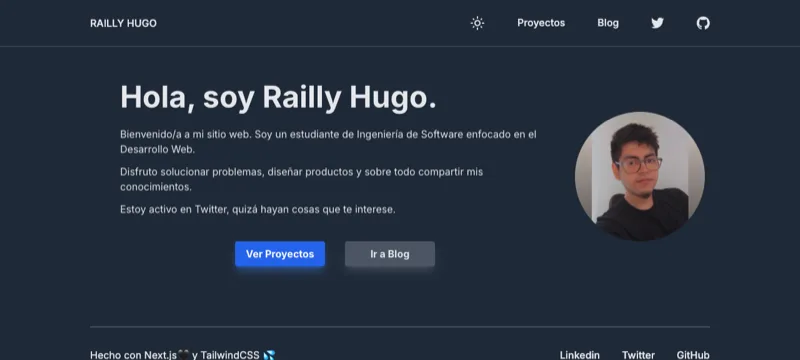 RAILLY HUGO
Proyectos
Blog
Hola, soy Railly Hugo.
Bienvenido/a a mi sitio web. Soy un estudiante de Ingeniería de Software enfocado en el
Desarrollo Web.
Disfruto solucionar problemas, diseñar productos y sobre todo compartir mis
conocimientos.
Estoy activo en Twitter, quizá hayan cosas que te interese.
Ver Proyectos
Ir a Blog
Hecho con Next.js🖤 y TailwindCSS 💦
Linkedin
Twitter
GitHub